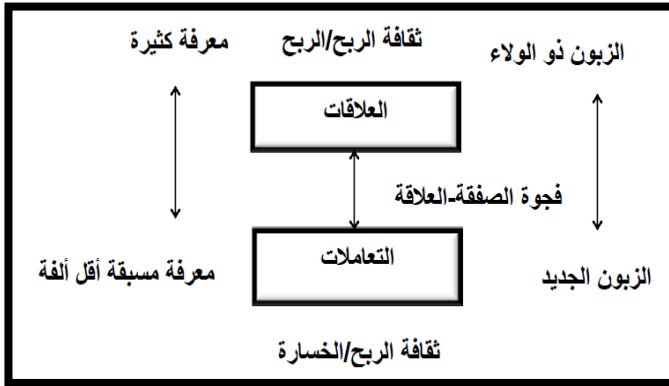 الزبون ذو الولاء
ثقافة الربح/الربح
معرفة كثيرة
العلاقات
فجوة الصفقة-العلاقة
التعاملات
الزبون الجديد
معرفة مسبقة أقل ألفة
ثقافة الربح/الخسارة